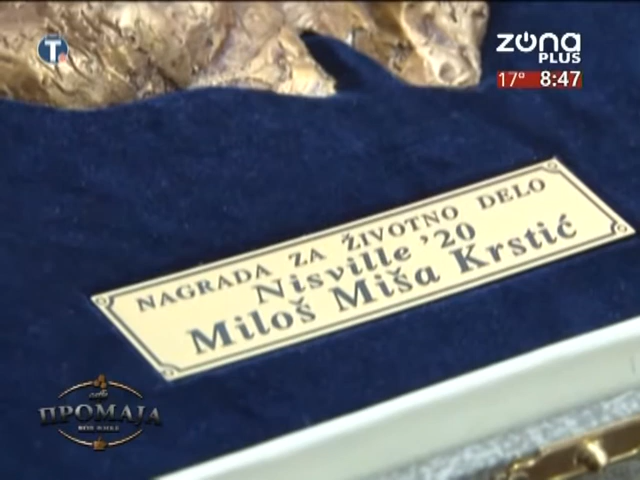 T.
zona
PLUS
17° 8:47
NAGRADA ZA ŽIVOTNO DELO
Nisville '20
Miloš Miša Krstić
ПРОМАЈА